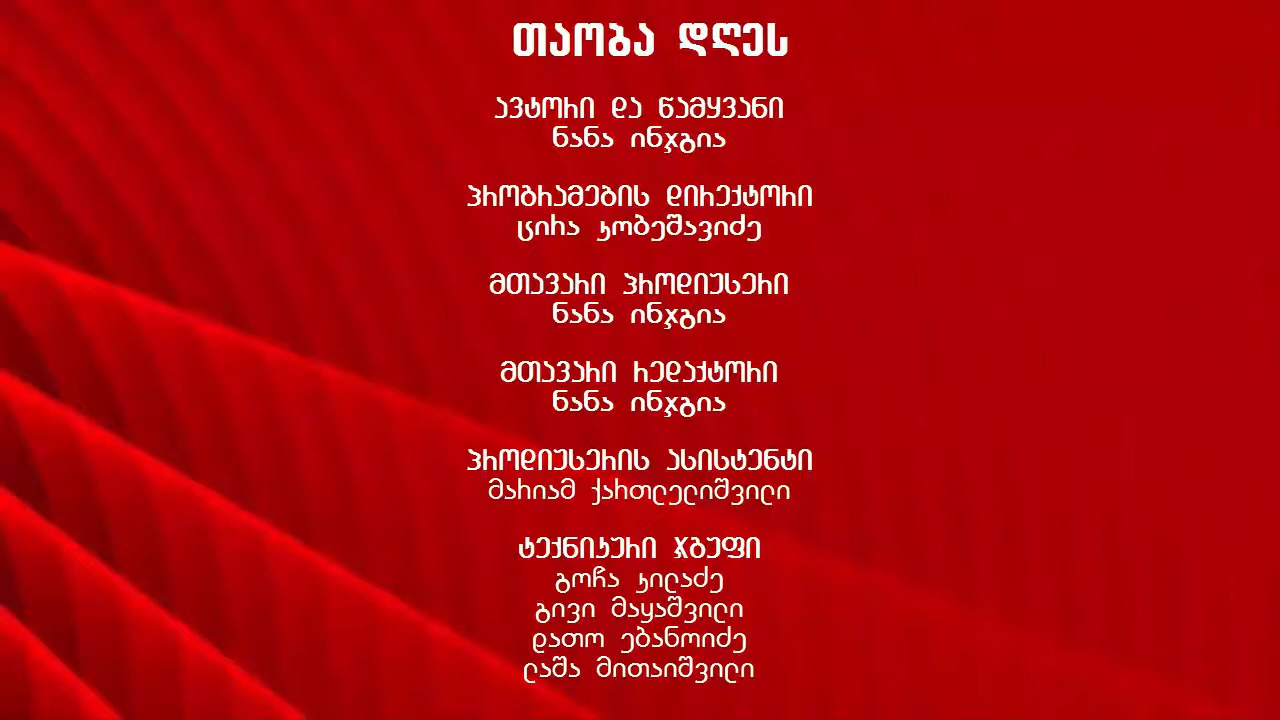 თაობა დღეს
ავტორი და წამყვანი
ნანა ინჯგია
პროგრამების დირექტორი
ცირა კობეშავიძე
მთავარი პროდიუსერი
ნანა ინჯგია
მთავარი რედაქტორი
ნანა ინჯგია
პროდიუსერის ასისტენტი
მარიამ ქართლელიშვილი
ტექნიკური ჯგუფი
გოჩა კილაძე
გივი მაყაშვილი
დათო ებანოიძე
ლაშა მითაიშვილი